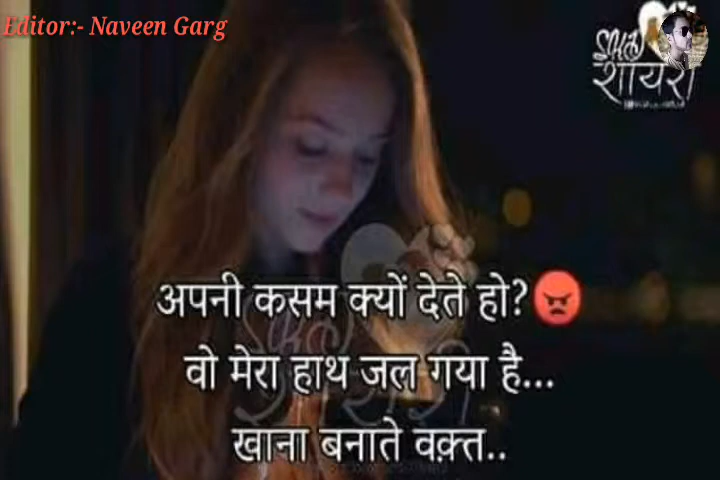 Editor:- Naveen Garg
शायरी
अपनी कसम क्यों देते हो?😡
वो मेरा हाथ जल गया है...
खाना बनाते वक़्त..